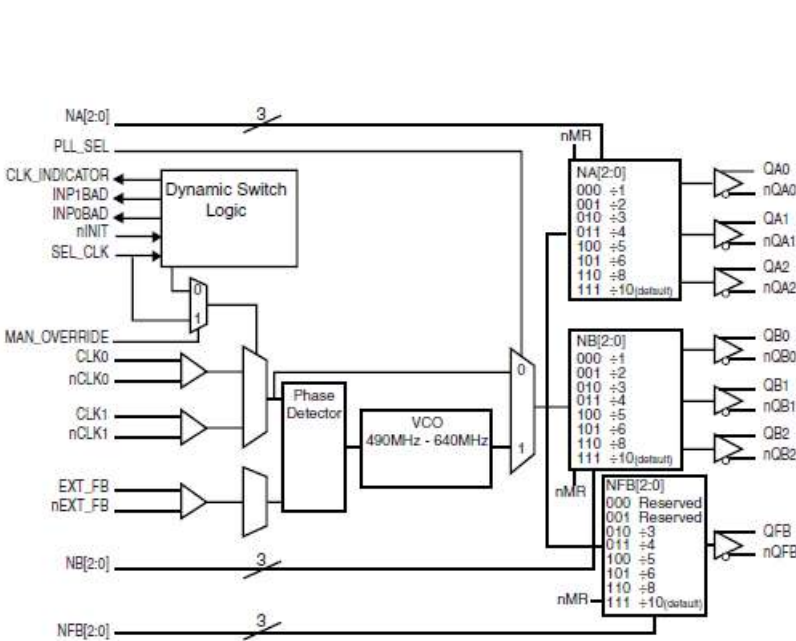 NA[2:0]
3
PLL_SEL
nMR
CLK_INDICATOR
INP1BAD
INP0BAD
nINIT
SEL_CLK
Dynamic Switch
Logic
0
1
MAN_OVERRIDE
CLK0
nCLK0
CLK1
nCLK1
EXT_FB
nEXT_FB
Phase
Detector
VCO
490MHz - 640MHz
0
1
NA[2:0]
000 ÷1
001 ÷2
010 ÷3
011 ÷4
100 ÷5
101 ÷6
110 ÷8
111 ÷10(default)
QA0
nQA0
QA1
nQA1
QA2
nQA2
NB[2:0]
000 ÷1
001 ÷2
010 ÷3
011 ÷4
100 ÷5
101 ÷6
110 ÷8
111 ÷10(default)
QB0
nQB0
QB1
nQB1
QB2
nQB2
nMR
NFB[2:0]
000 Reserved
001 Reserved
010 ÷3
011 ÷4
100 ÷5
101 ÷6
110 ÷8
111 ÷10(default)
QFB
nQFB
nMR
NB[2:0]
3
NFB[2:0]
3